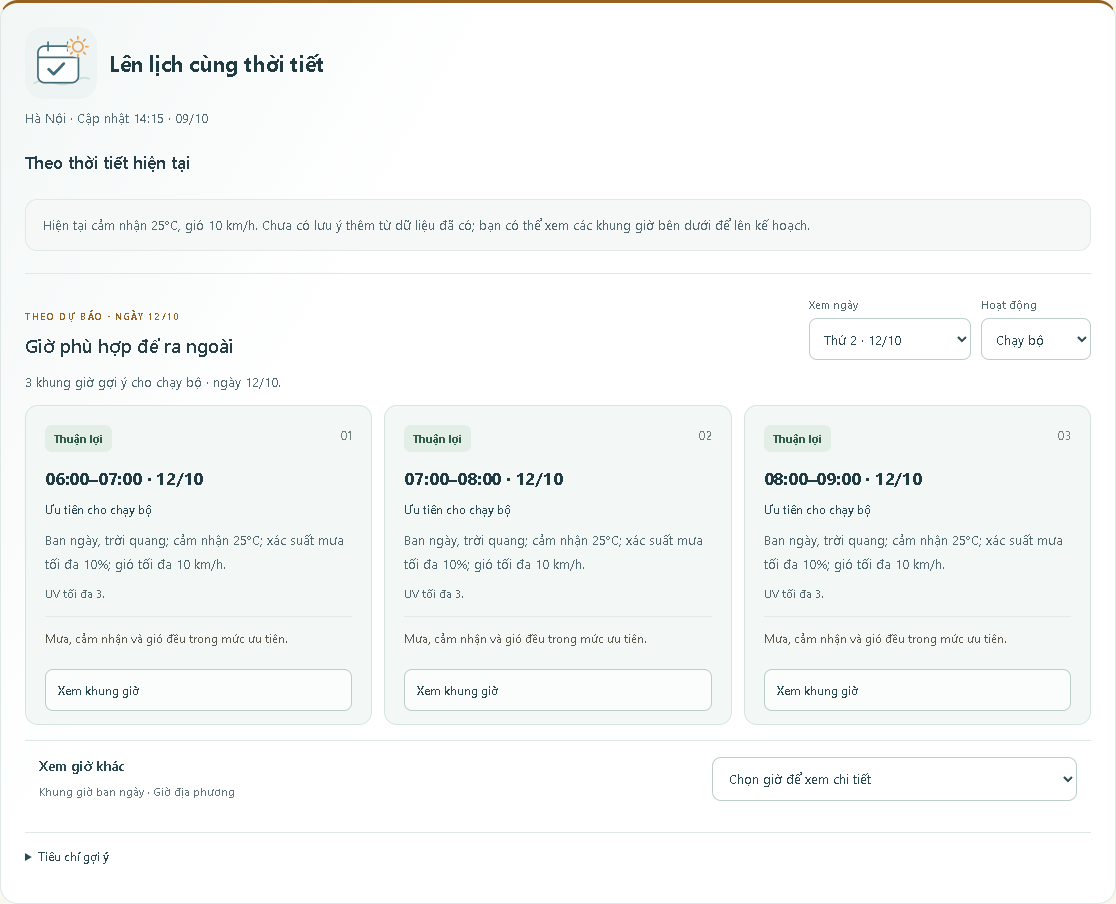 Lên lịch cùng thời tiết
Hà Nội · Cập nhật 14:15 · 09/10
Theo thời tiết hiện tại
Hiện tại cảm nhận 25°C, gió 10 km/h. Chưa có lưu ý thêm từ dữ liệu đã có; bạn có thể xem các khung giờ bên dưới để lên kế hoạch.
THEO DỰ BÁO · NGÀY 12/10
Giờ phù hợp để ra ngoài
Xem ngày
Thứ 2 · 12/10
Hoạt động
Chạy bộ
3 khung giờ gợi ý cho chạy bộ · ngày 12/10.
Thuận lợi
01
06:00–07:00 · 12/10
Ưu tiên cho chạy bộ
Ban ngày, trời quang; cảm nhận 25°C; xác suất mưa
tối đa 10%; gió tối đa 10 km/h.
UV tối đa 3.
Mưa, cảm nhận và gió đều trong mức ưu tiên.
Xem khung giờ
Thuận lợi
02
07:00–08:00 · 12/10
Ưu tiên cho chạy bộ
Ban ngày, trời quang; cảm nhận 25°C; xác suất mưa
tối đa 10%; gió tối đa 10 km/h.
UV tối đa 3.
Mưa, cảm nhận và gió đều trong mức ưu tiên.
Xem khung giờ
Thuận lợi
03
08:00–09:00 · 12/10
Ưu tiên cho chạy bộ
Ban ngày, trời quang; cảm nhận 25°C; xác suất mưa
tối đa 10%; gió tối đa 10 km/h.
UV tối đa 3.
Mưa, cảm nhận và gió đều trong mức ưu tiên.
Xem khung giờ
Xem giờ khác
Khung giờ ban ngày · Giờ địa phương
Chọn giờ để xem chi tiết
Tiêu chí gợi ý